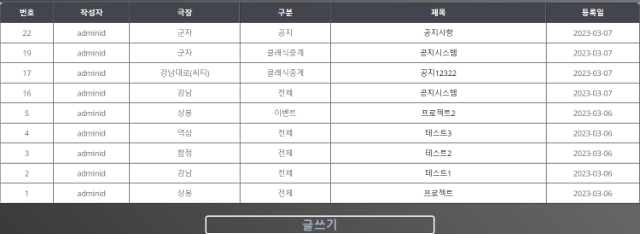 번호 작성자 극장 구분 제목 등록일
22 adminid 군자 공지 공지사항 2023-03-07
19 adminid 군자 클래식중계 공지시스템 2023-03-07
17 adminid 강남대로(씨티) 클래식중계 공지12322 2023-03-07
16 adminid 강남 전체 공지시스템 2023-03-07
5 adminid 상봉 이벤트 프로젝트2 2023-03-06
4 adminid 역삼 전체 테스트3 2023-03-06
3 adminid 합정 전체 테스트2 2023-03-06
2 adminid 강남 전체 테스트1 2023-03-06
1 adminid 상봉 전체 프로젝트 2023-03-06
글쓰기